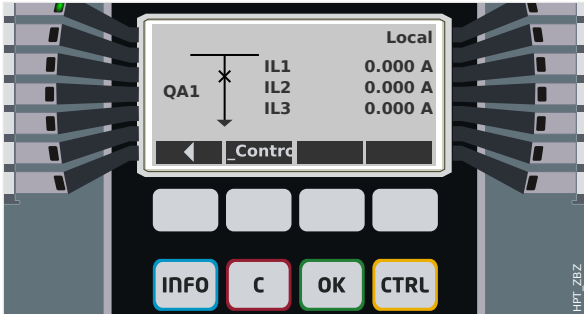 Local
IL1 0.000 A
QA1 IL2 0.000 A
IL3 0.000 A
_Contro
INFO C OK CTRL
HPT_ZBZ